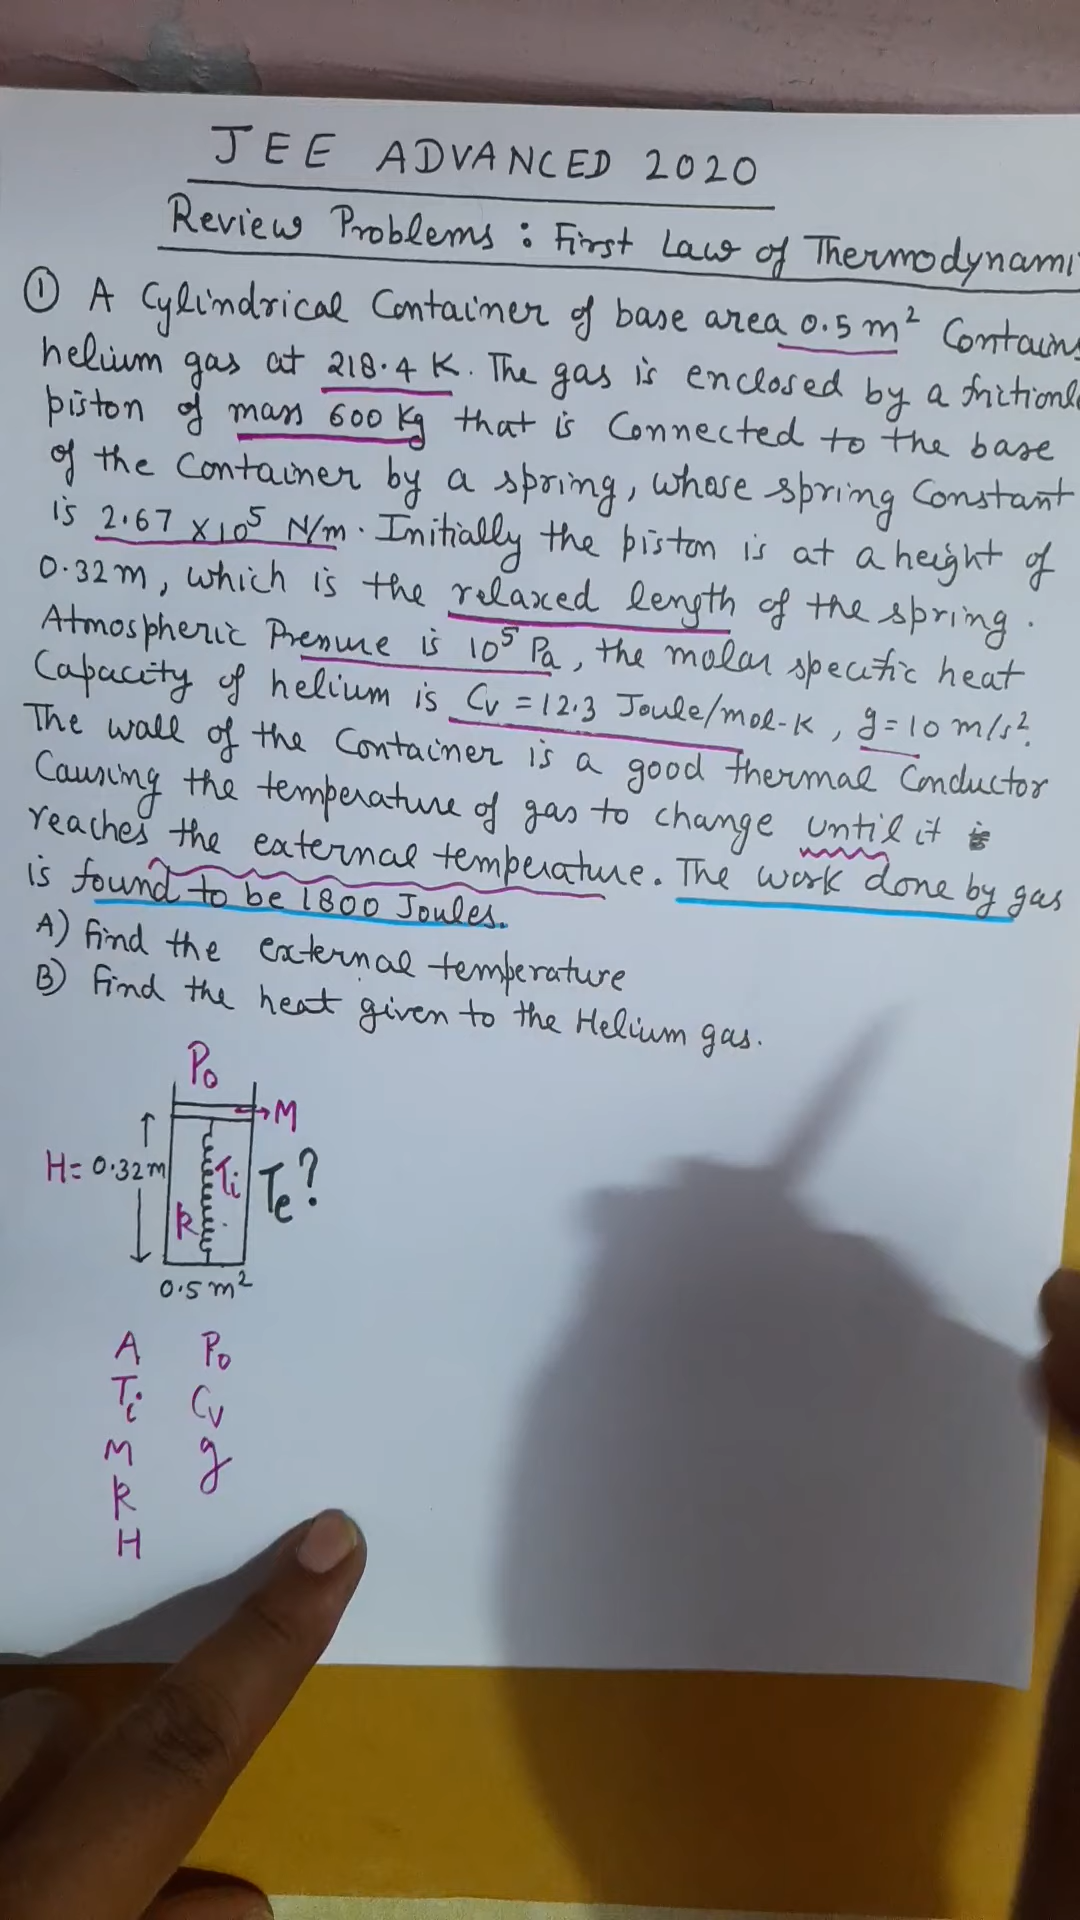 JEE ADVANCED 2020
Review Problems : First Law of Thermodynami
① A Cylindrical Container of base area 0.5 m² Contains
helium gas at 218.4 K. The gas is enclosed by a frictionl
piston of mass 600 Kg that is Connected to the base
of the Container by a spring, whose spring Constant
is 2.67 × 10⁵ N/m. Initially the piston is at a height of
0.32m, which is the relaxed length of the spring.
Atmospheric Pressure is 10⁵ Pa, the molar specific heat
Capacity of helium is Cv = 12.3 Joule/mol-K, g = 10 m/s².
The wall of the Container is a good thermal Conductor
Causing the temperature of gas to change until it
reaches the external temperature. The work done by gas
is found to be 1800 Joules.
A) find the external temperature
B) find the heat given to the Helium gas.
P₀
→M
H = 0.32m
Ti
Te?
k
0.5 m²
A P₀
Ti Cv
M g
k
H